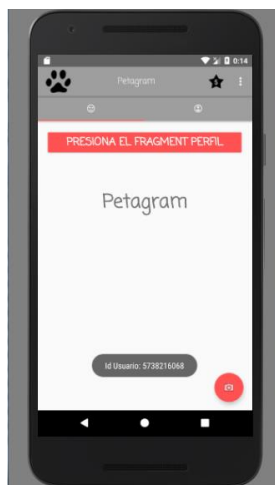 0:14
Petagram
PRESIONA EL FRAGMENT PERFIL
Petagram
Id Usuario: 5738216068